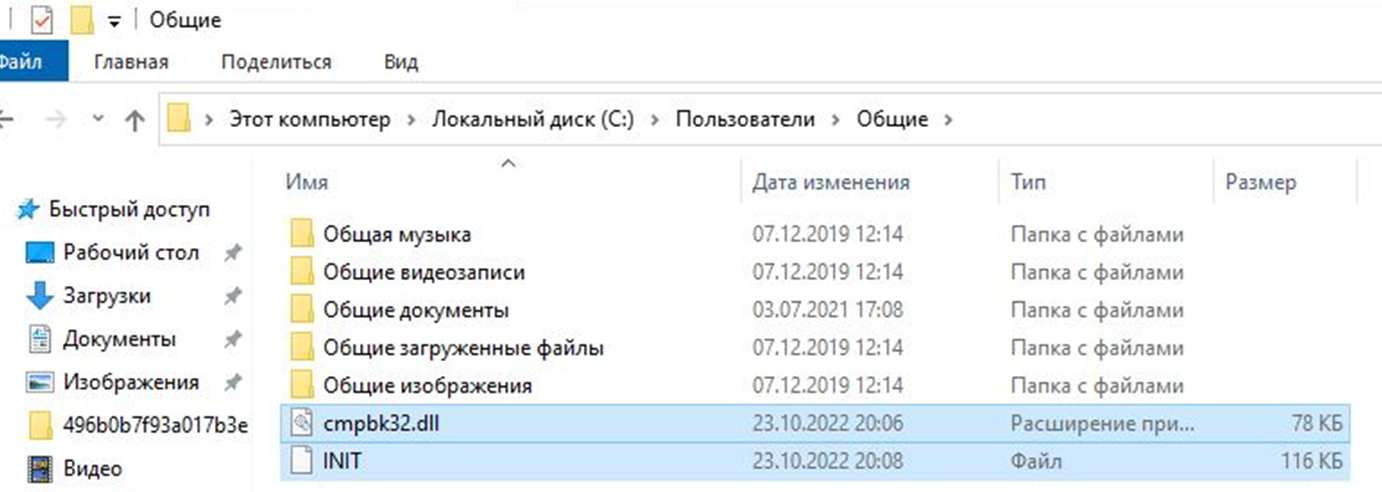 Общие
Файл Главная Поделиться Вид
Этот компьютер Локальный диск (C:) Пользователи Общие
Имя Дата изменения Тип Размер
Быстрый доступ
Рабочий стол
Загрузки
Документы
Изображения
496b0b7f93a017b3e
Видео
Общая музыка 07.12.2019 12:14 Папка с файлами
Общие видеозаписи 07.12.2019 12:14 Папка с файлами
Общие документы 03.07.2021 17:08 Папка с файлами
Общие загруженные файлы 07.12.2019 12:14 Папка с файлами
Общие изображения 07.12.2019 12:14 Папка с файлами
cmpbk32.dll 23.10.2022 20:06 Расширение при... 78 КБ
INIT 23.10.2022 20:08 Файл 116 КБ